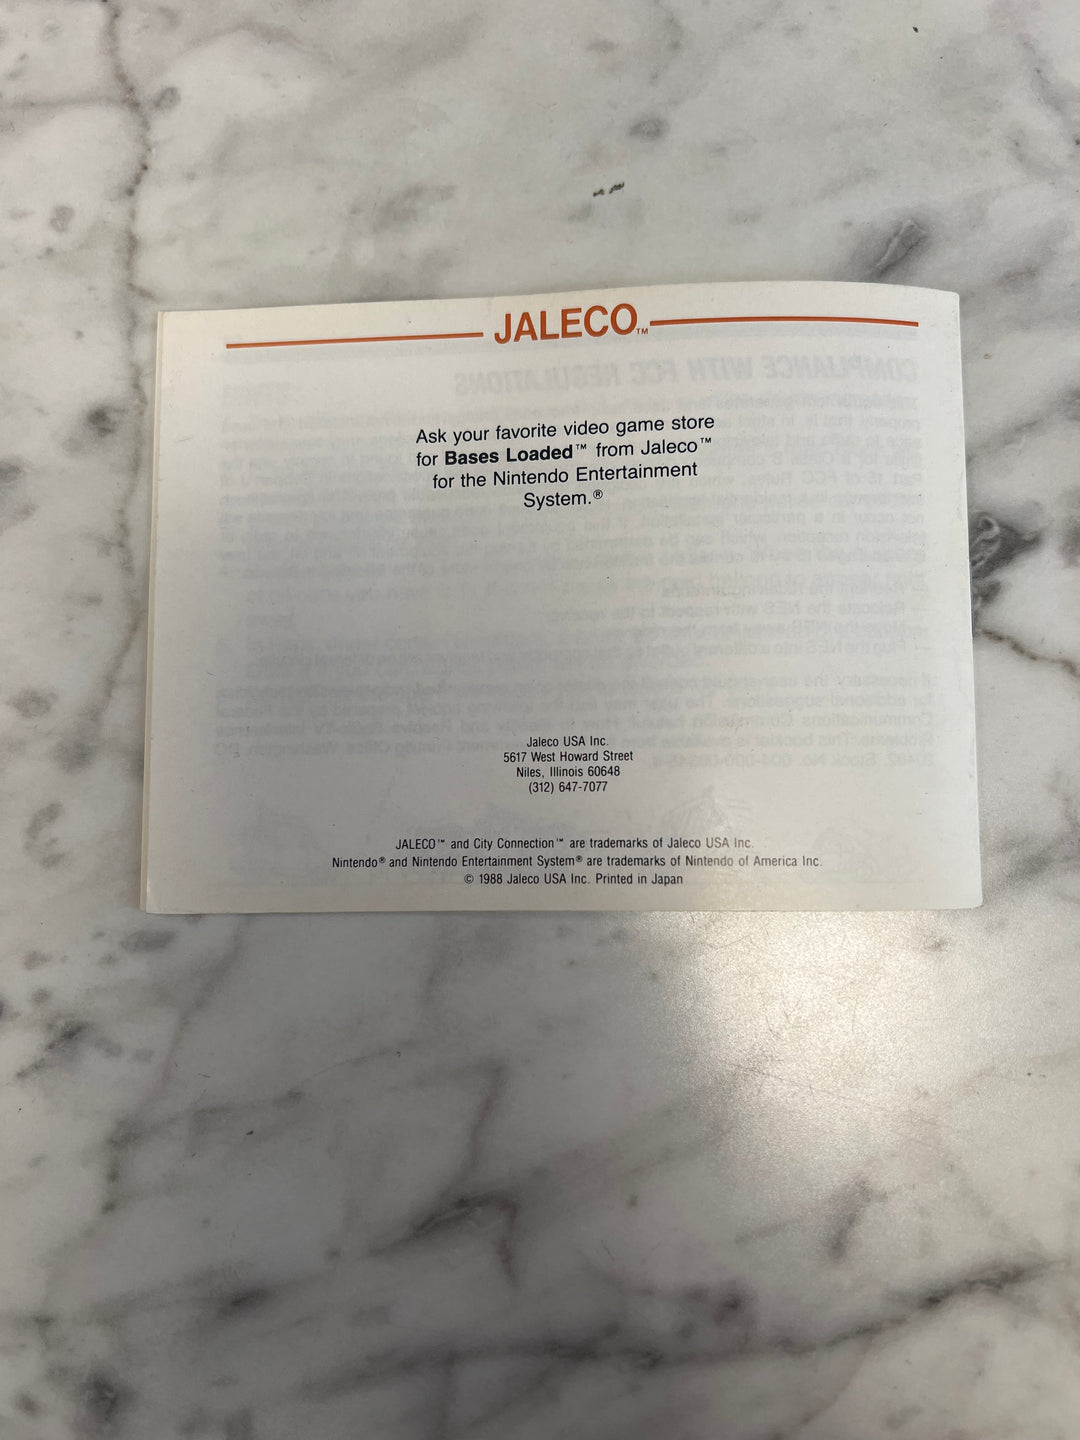 JALECO™
Ask your favorite video game store
for Bases Loaded™ from Jaleco™
for the Nintendo Entertainment
System.®
Jaleco USA Inc.
5617 West Howard Street
Niles, Illinois 60648
(312) 647-7077
JALECO™ and City Connection™ are trademarks of Jaleco USA Inc.
Nintendo® and Nintendo Entertainment System® are trademarks of Nintendo of America Inc.
© 1988 Jaleco USA Inc. Printed in Japan